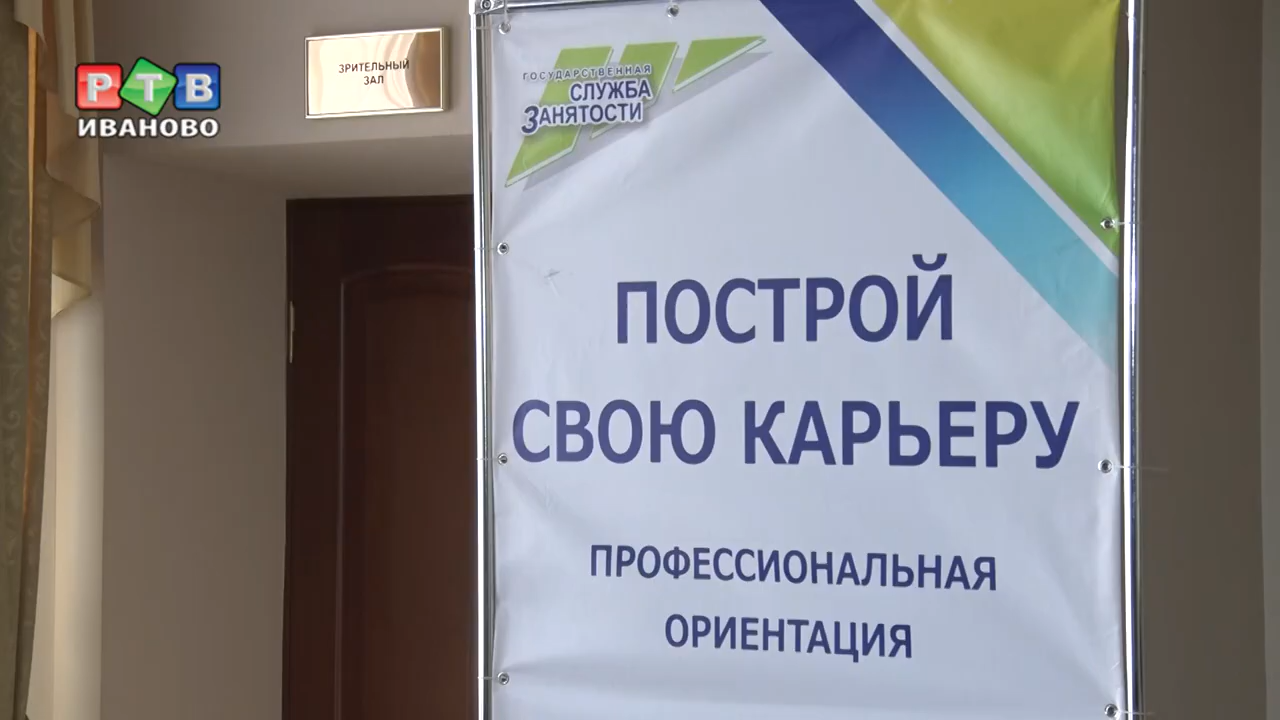 РТВ
ИВАНОВО
ЗРИТЕЛЬНЫЙ
ЗАЛ
ГОСУДАРСТВЕННАЯ
СЛУЖБА
ЗАНЯТОСТИ
ПОСТРОЙ
СВОЮ КАРЬЕРУ
ПРОФЕССИОНАЛЬНАЯ
ОРИЕНТАЦИЯ